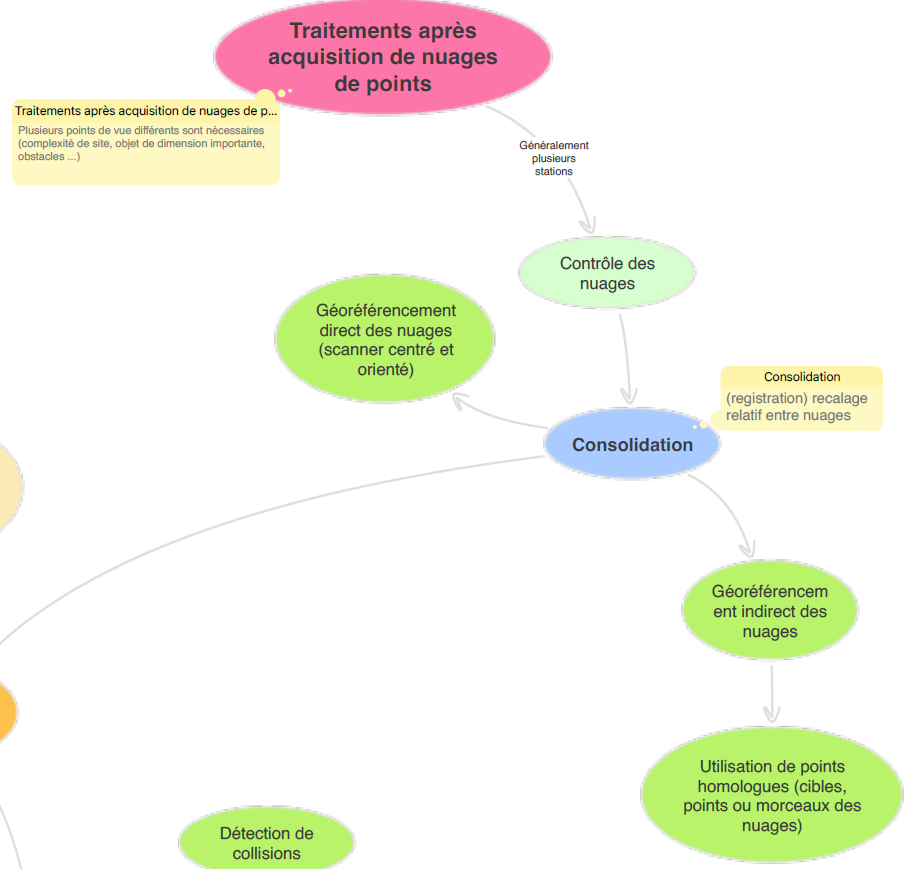 Traitements après
acquisition de nuages
de points
Traitements après acquisition de nuages de p...
Plusieurs points de vue différents sont nécessaires
(complexité de site, objet de dimension importante,
obstacles ...)
Généralement
plusieurs
stations
Contrôle des
nuages
Géoréférencement
direct des nuages
(scanner centré et
orienté)
Consolidation
(registration) recalage
relatif entre nuages
Consolidation
Géoréférencem
ent indirect des
nuages
Utilisation de points
homologues (cibles,
points ou morceaux des
nuages)
Détection de
collisions